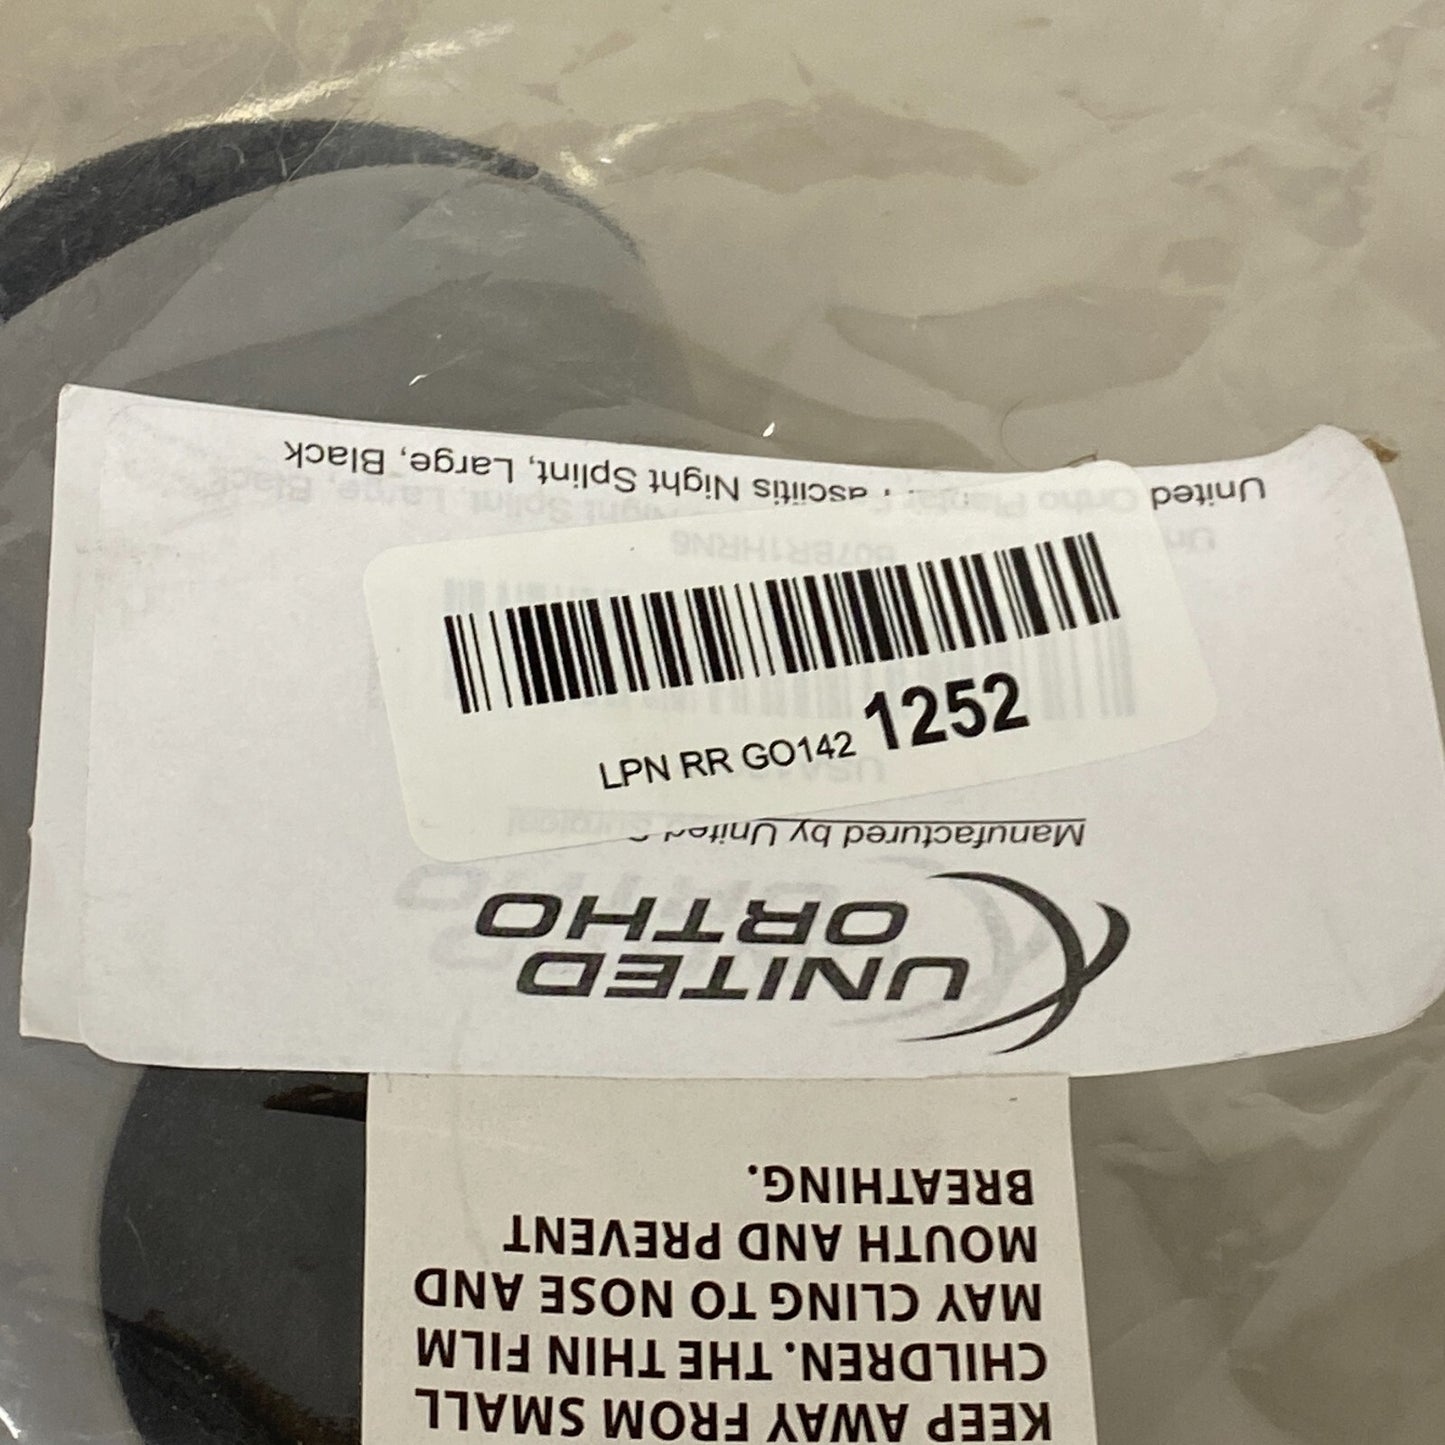 LPN RR GO142 1252
KEEP AWAY FROM SMALL
CHILDREN. THE THIN FILM
MAY CLING TO NOSE AND
MOUTH AND PREVENT
BREATHING.
UNITED
ORTHO
Manufactured by United
United Ortho Plantar Fasciitis Night Splint, Large, Black